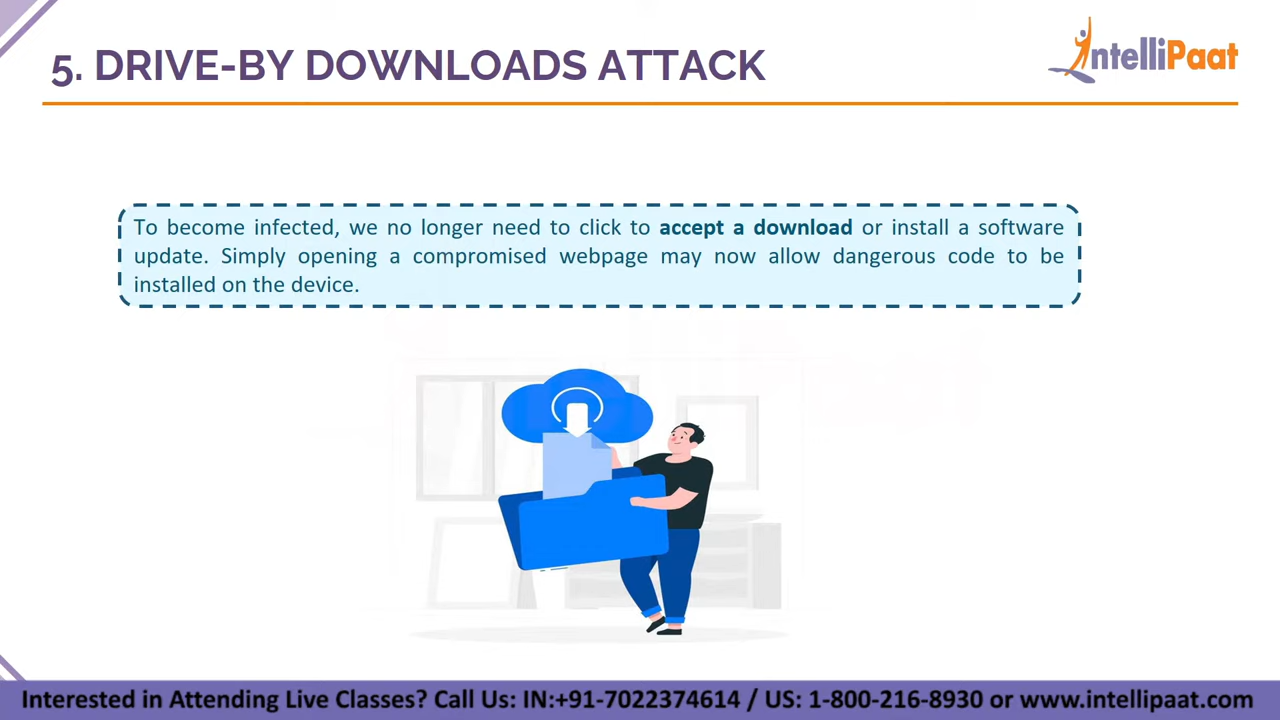 5. DRIVE-BY DOWNLOADS ATTACK
IntelliPaat
To become infected, we no longer need to click to accept a download or install a software
update. Simply opening a compromised webpage may now allow dangerous code to be
installed on the device.
Interested in Attending Live Classes? Call Us: IN:+91-7022374614 / US: 1-800-216-8930 or www.intellipaat.com